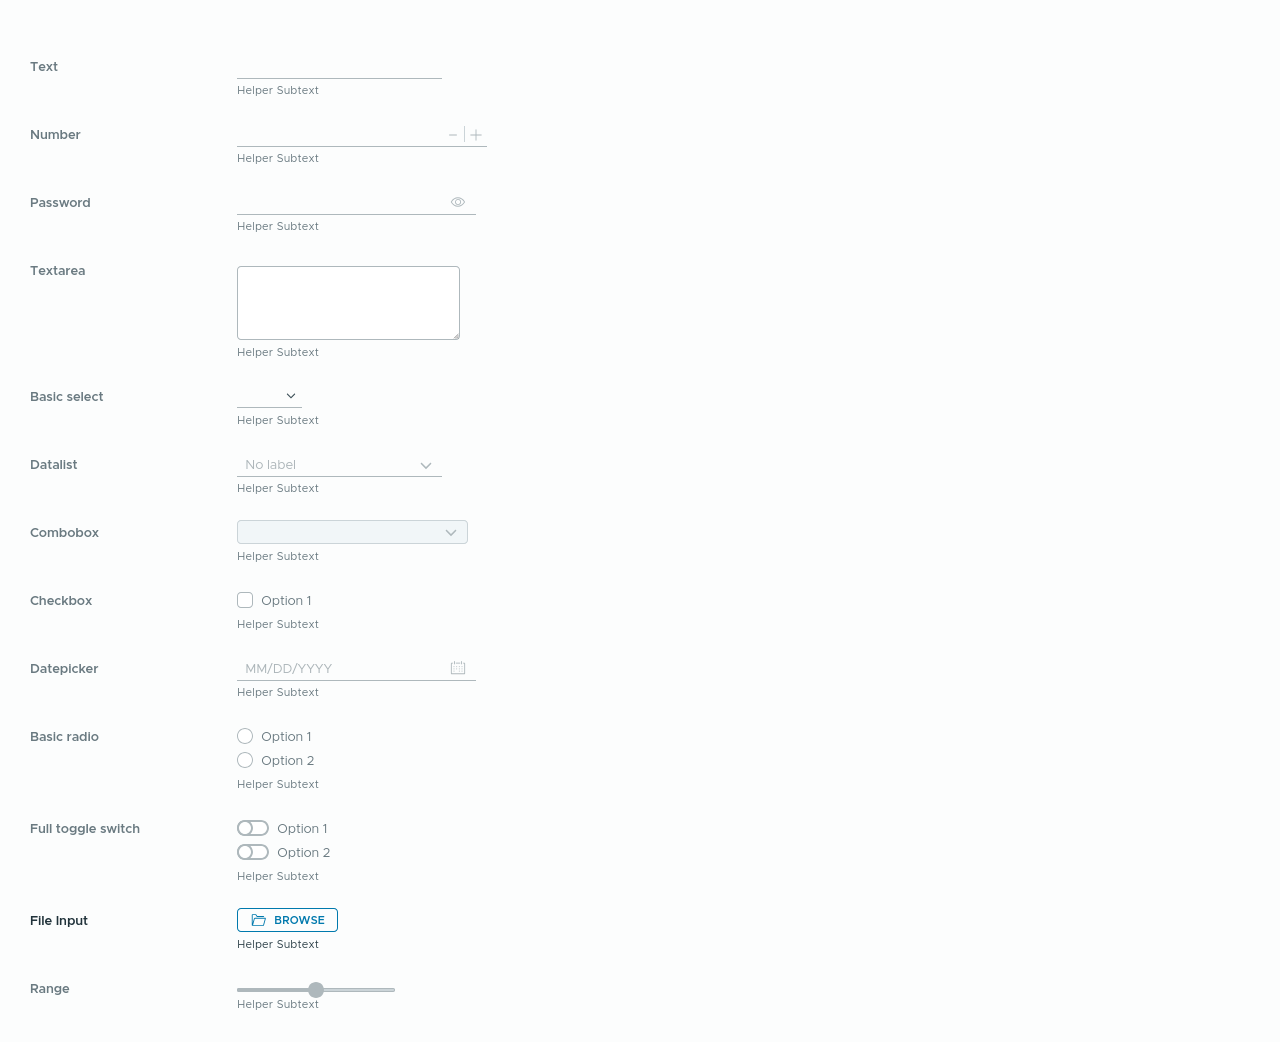 Text
Helper Subtext
Number
Helper Subtext
Password
Helper Subtext
Textarea
Helper Subtext
Basic select
Helper Subtext
Datalist No label
Helper Subtext
Combobox
Helper Subtext
Checkbox Option 1
Helper Subtext
Datepicker MM/DD/YYYY
Helper Subtext
Basic radio Option 1
Option 2
Helper Subtext
Full toggle switch Option 1
Option 2
Helper Subtext
File Input BROWSE
Helper Subtext
Range
Helper Subtext